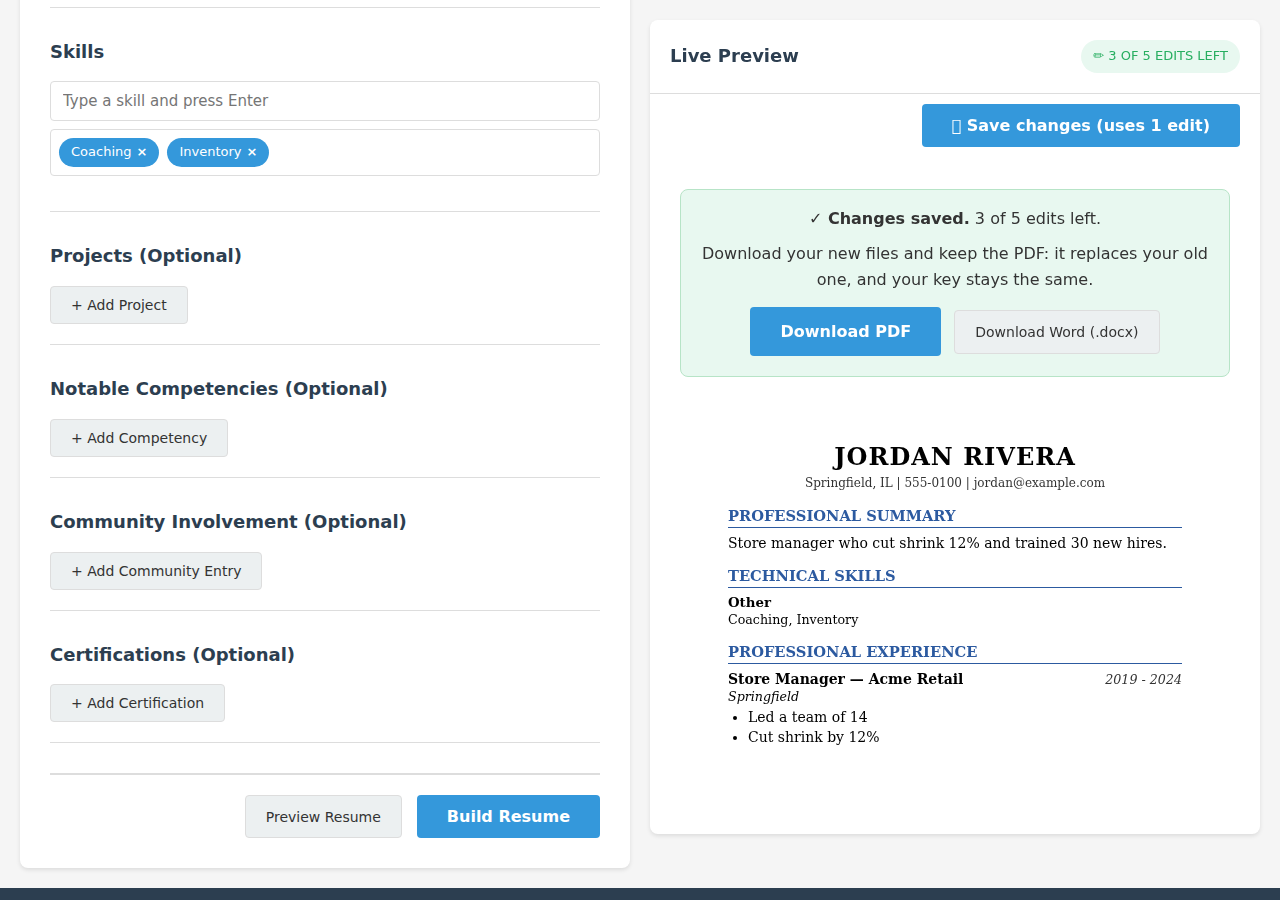 Skills
Type a skill and press Enter
Coaching ×
Inventory ×
Projects (Optional)
+ Add Project
Notable Competencies (Optional)
+ Add Competency
Community Involvement (Optional)
+ Add Community Entry
Certifications (Optional)
+ Add Certification
Preview Resume
Build Resume
Live Preview
✏ 3 OF 5 EDITS LEFT
Save changes (uses 1 edit)
✓ Changes saved. 3 of 5 edits left.
Download your new files and keep the PDF: it replaces your old
one, and your key stays the same.
Download PDF
Download Word (.docx)
JORDAN RIVERA
Springfield, IL | 555-0100 | jordan@example.com
PROFESSIONAL SUMMARY
Store manager who cut shrink 12% and trained 30 new hires.
TECHNICAL SKILLS
Other
Coaching, Inventory
PROFESSIONAL EXPERIENCE
Store Manager — Acme Retail 2019 - 2024
Springfield
• Led a team of 14
• Cut shrink by 12%